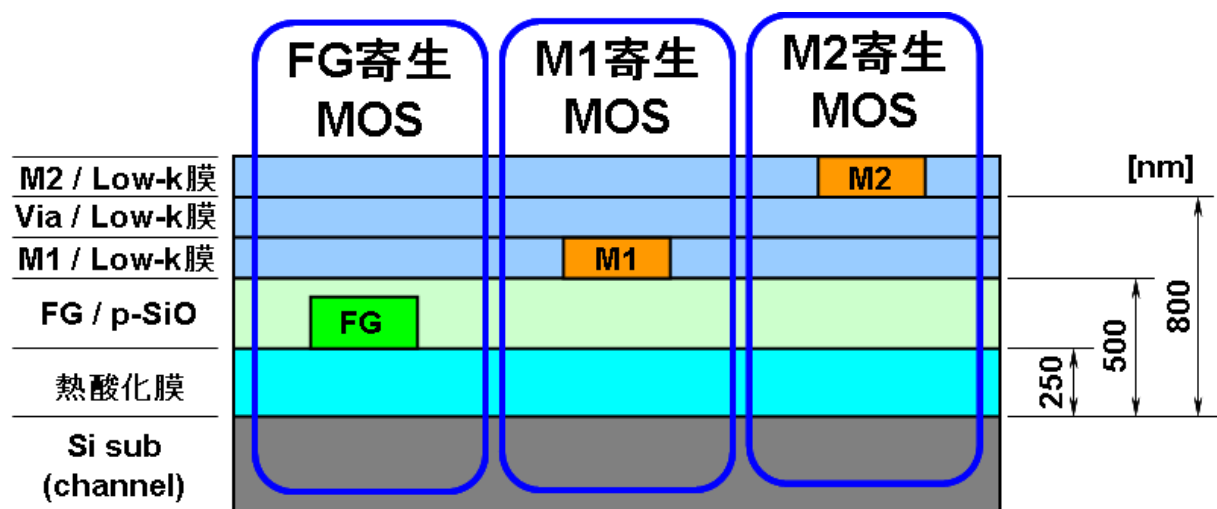 FG寄生
MOS
M1寄生
MOS
M2寄生
MOS
M2 / Low-k膜
Via / Low-k膜
M1 / Low-k膜
FG / p-SiO
熱酸化膜
Si sub
(channel)
M2
M1
FG
[nm]
250
500
800